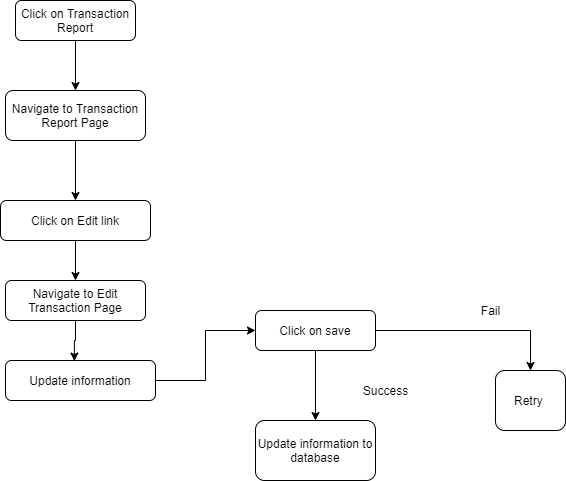 Click on Transaction
Report
Navigate to Transaction
Report Page
Click on Edit link
Navigate to Edit
Transaction Page
Update information
Click on save
Fail
Success
Retry
Update information to
database